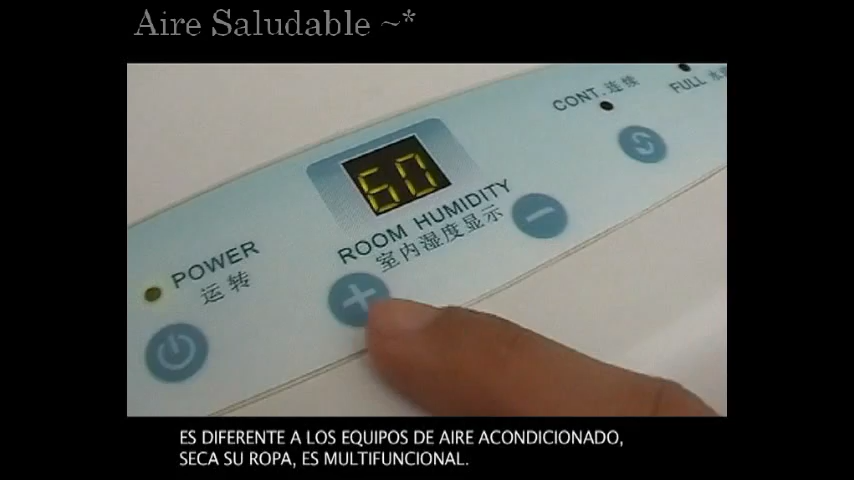 Aire Saludable ~*
CONT. 连续
FULL 水
60
ROOM HUMIDITY
室内湿度显示
POWER
运转
ES DIFERENTE A LOS EQUIPOS DE AIRE ACONDICIONADO,
SECA SU ROPA, ES MULTIFUNCIONAL.